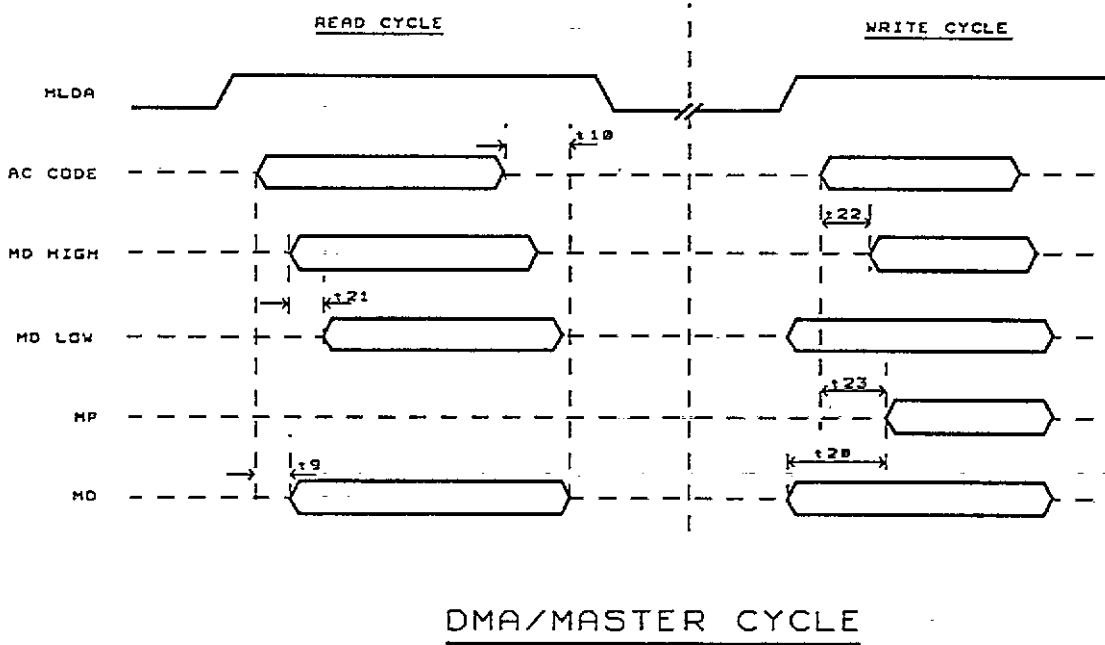 READ CYCLE
WRITE CYCLE
HLDA
t10
AC CODE
t22
MD HIGH
t21
MD LOW
t23
MP
t9
t20
MD
DMA/MASTER CYCLE